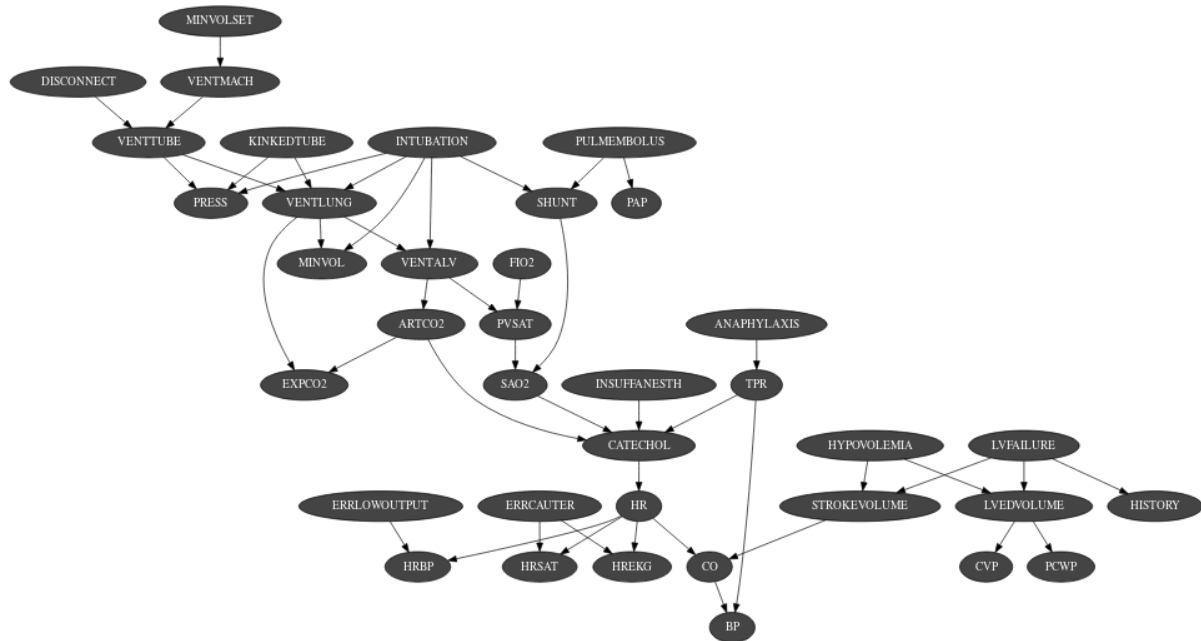 MINVOLSET
DISCONNECT
VENTMACH
VENTTUBE
KINKEDTUBE
INTUBATION
PULMEMBOLUS
PRESS
VENTLUNG
SHUNT
PAP
MINVOL
VENTALV
FIO2
ARTCO2
PVSAT
ANAPHYLAXIS
EXPCO2
SAO2
INSUFFANESTH
TPR
CATECHOL
HYPOVOLEMIA
LVFAILURE
ERRLOWOUTPUT
ERRCAUTER
HR
STROKEVOLUME
LVEDVOLUME
HISTORY
HRBP
HRSAT
HREKG
CO
CVP
PCWP
BP